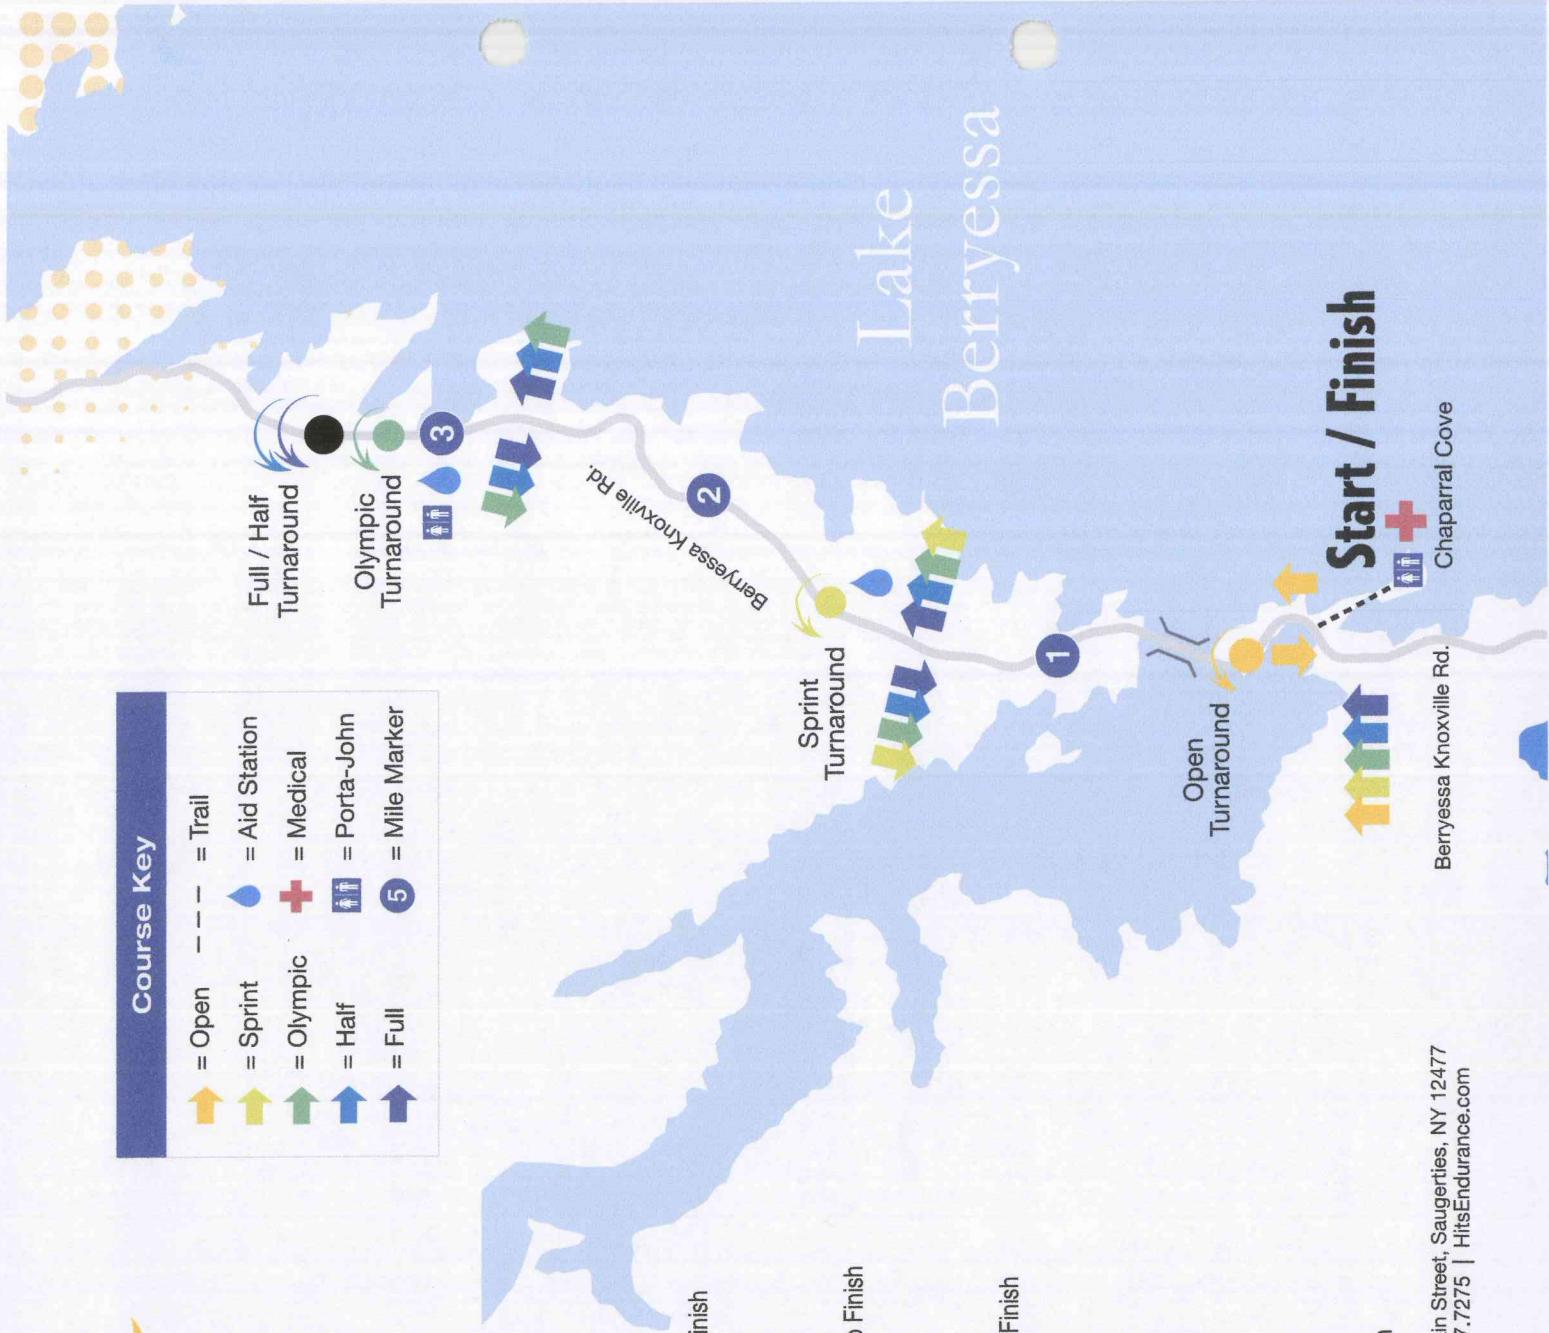 Course Key
= Open
= Sprint
= Olympic
= Half
= Full
= Trail
= Aid Station
= Medical
= Porta-John
5 = Mile Marker
Full / Half
Turnaround
Olympic
Turnaround
3
Berryessa Knoxville Rd.
2
Sprint
Turnaround
1
Lake
Berryessa
Open
Turnaround
Start / Finish
Chaparral Cove
Berryessa Knoxville Rd.
Finish
Finish
Street, Saugerties, NY 12477
7.7275 | HitsEndurance.com